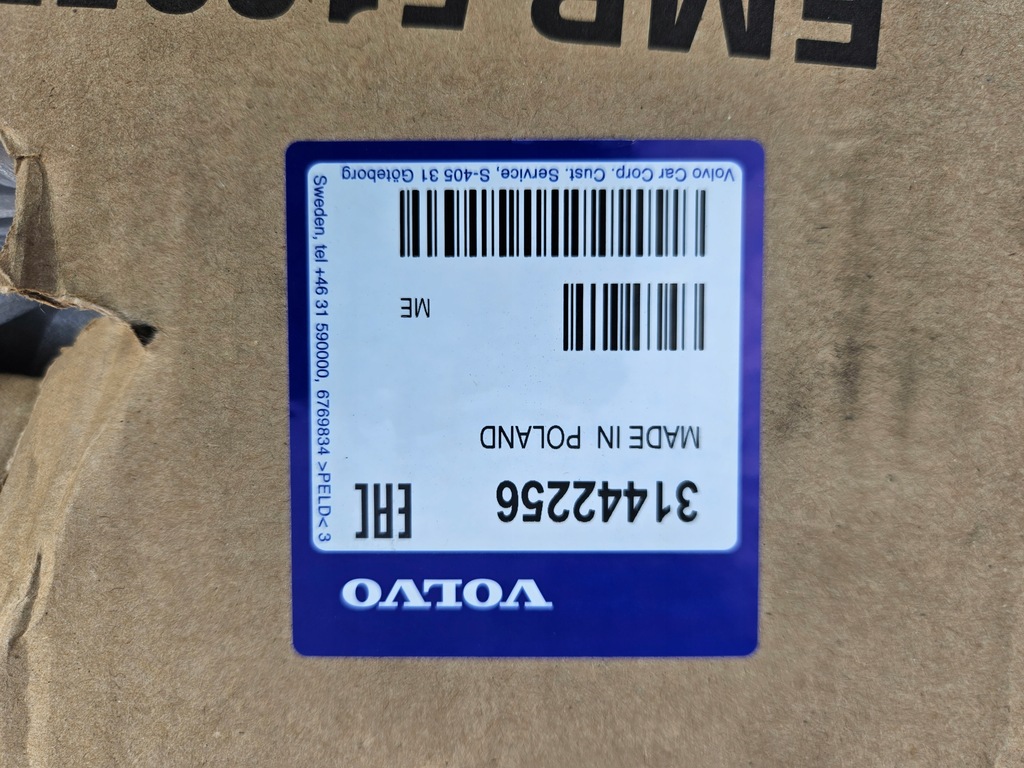 VOLVO
31442256
EAC
MADE IN POLAND
ME
Volvo Car Corp. Cust. Service, S-405 31 Göteborg
Sweden, tel +46 31 590000, 6769834 >PELD< 3
EMB